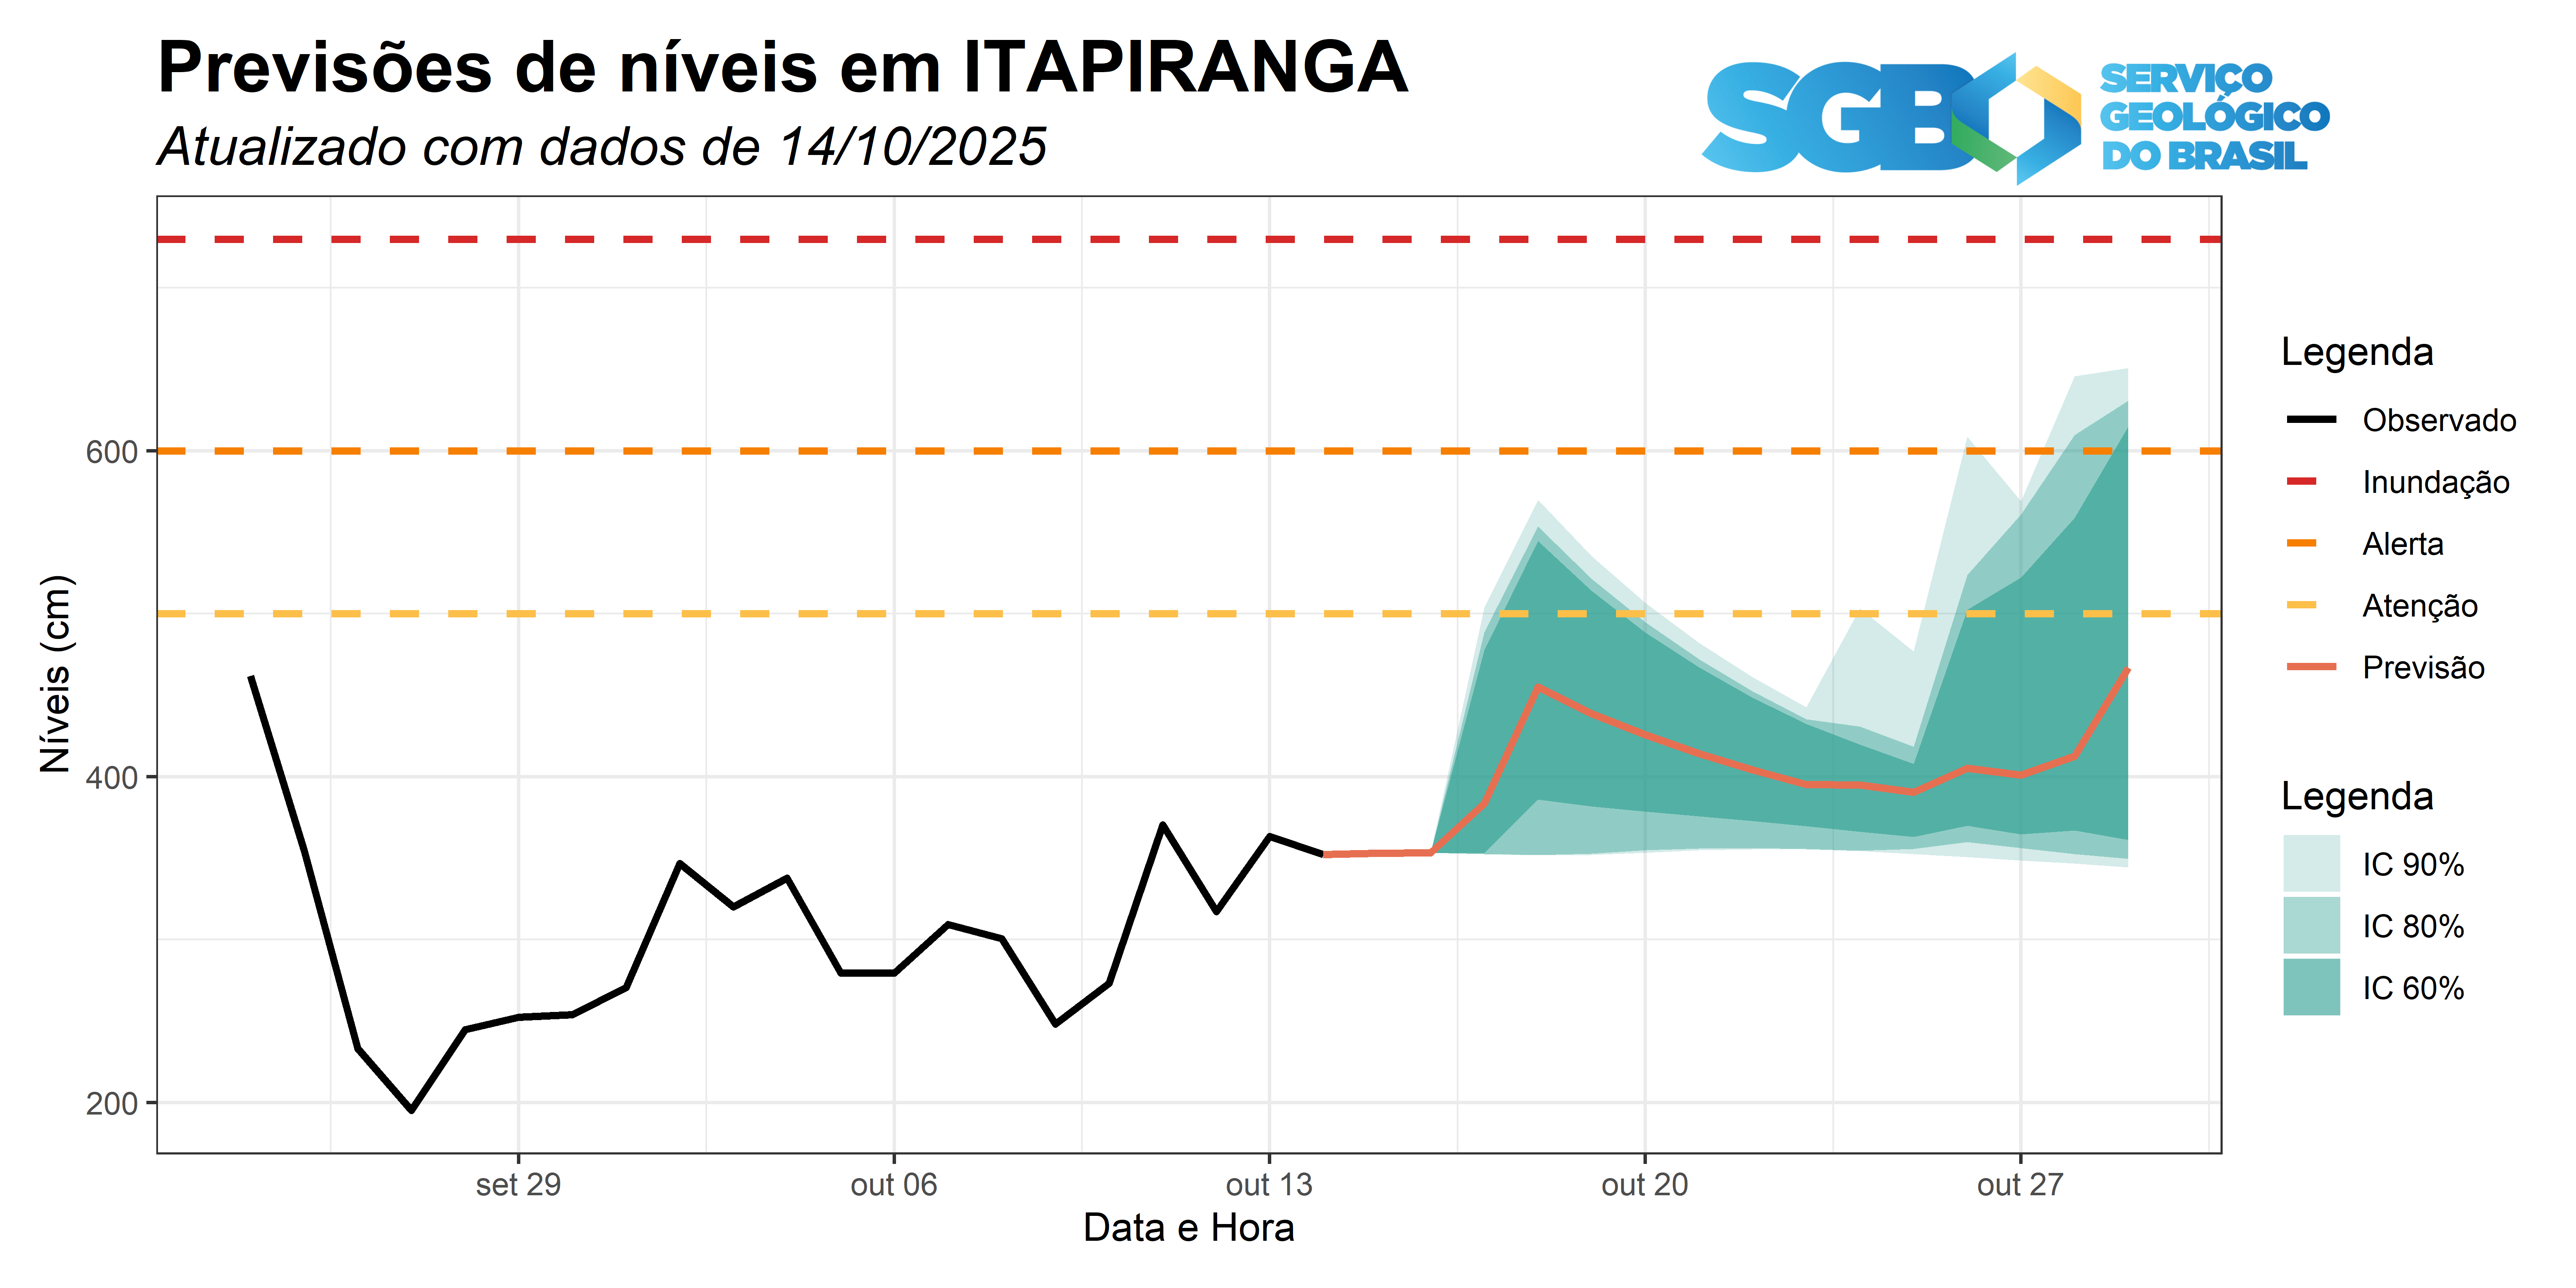 Previsões de níveis em ITAPIRANGA
Atualizado com dados de 14/10/2025
SGB
SERVIÇO
GEOLÓGICO
DO BRASIL
Níveis (cm)
600
400
200
set 29
out 06
out 13
out 20
out 27
Data e Hora
Legenda
Observado
Inundação
Alerta
Atenção
Previsão
Legenda
IC 90%
IC 80%
IC 60%